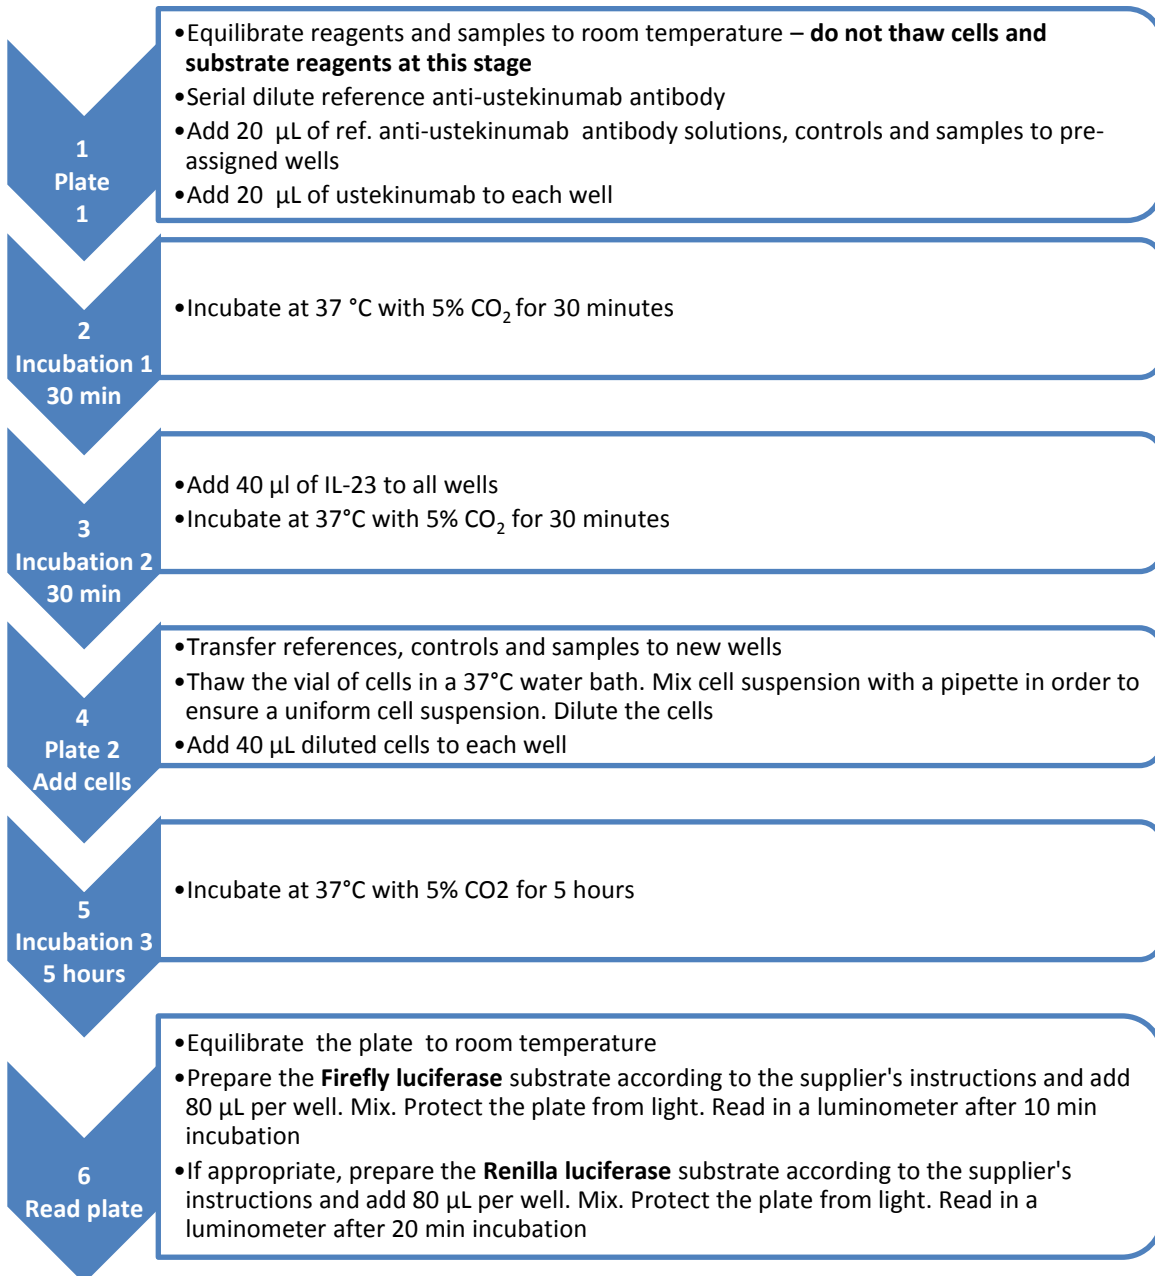 1
Plate
1
•Equilibrate reagents and samples to room temperature – do not thaw cells and
substrate reagents at this stage
•Serial dilute reference anti-ustekinumab antibody
•Add 20 µL of ref. anti-ustekinumab antibody solutions, controls and samples to pre-
assigned wells
•Add 20 µL of ustekinumab to each well
2
Incubation 1
30 min
•Incubate at 37 °C with 5% CO₂ for 30 minutes
3
Incubation 2
30 min
•Add 40 µl of IL-23 to all wells
•Incubate at 37°C with 5% CO₂ for 30 minutes
4
Plate 2
Add cells
•Transfer references, controls and samples to new wells
•Thaw the vial of cells in a 37°C water bath. Mix cell suspension with a pipette in order to
ensure a uniform cell suspension. Dilute the cells
•Add 40 µL diluted cells to each well
5
Incubation 3
5 hours
•Incubate at 37°C with 5% CO2 for 5 hours
6
Read plate
•Equilibrate the plate to room temperature
•Prepare the Firefly luciferase substrate according to the supplier's instructions and add
80 µL per well. Mix. Protect the plate from light. Read in a luminometer after 10 min
incubation
•If appropriate, prepare the Renilla luciferase substrate according to the supplier's
instructions and add 80 µL per well. Mix. Protect the plate from light. Read in a
luminometer after 20 min incubation